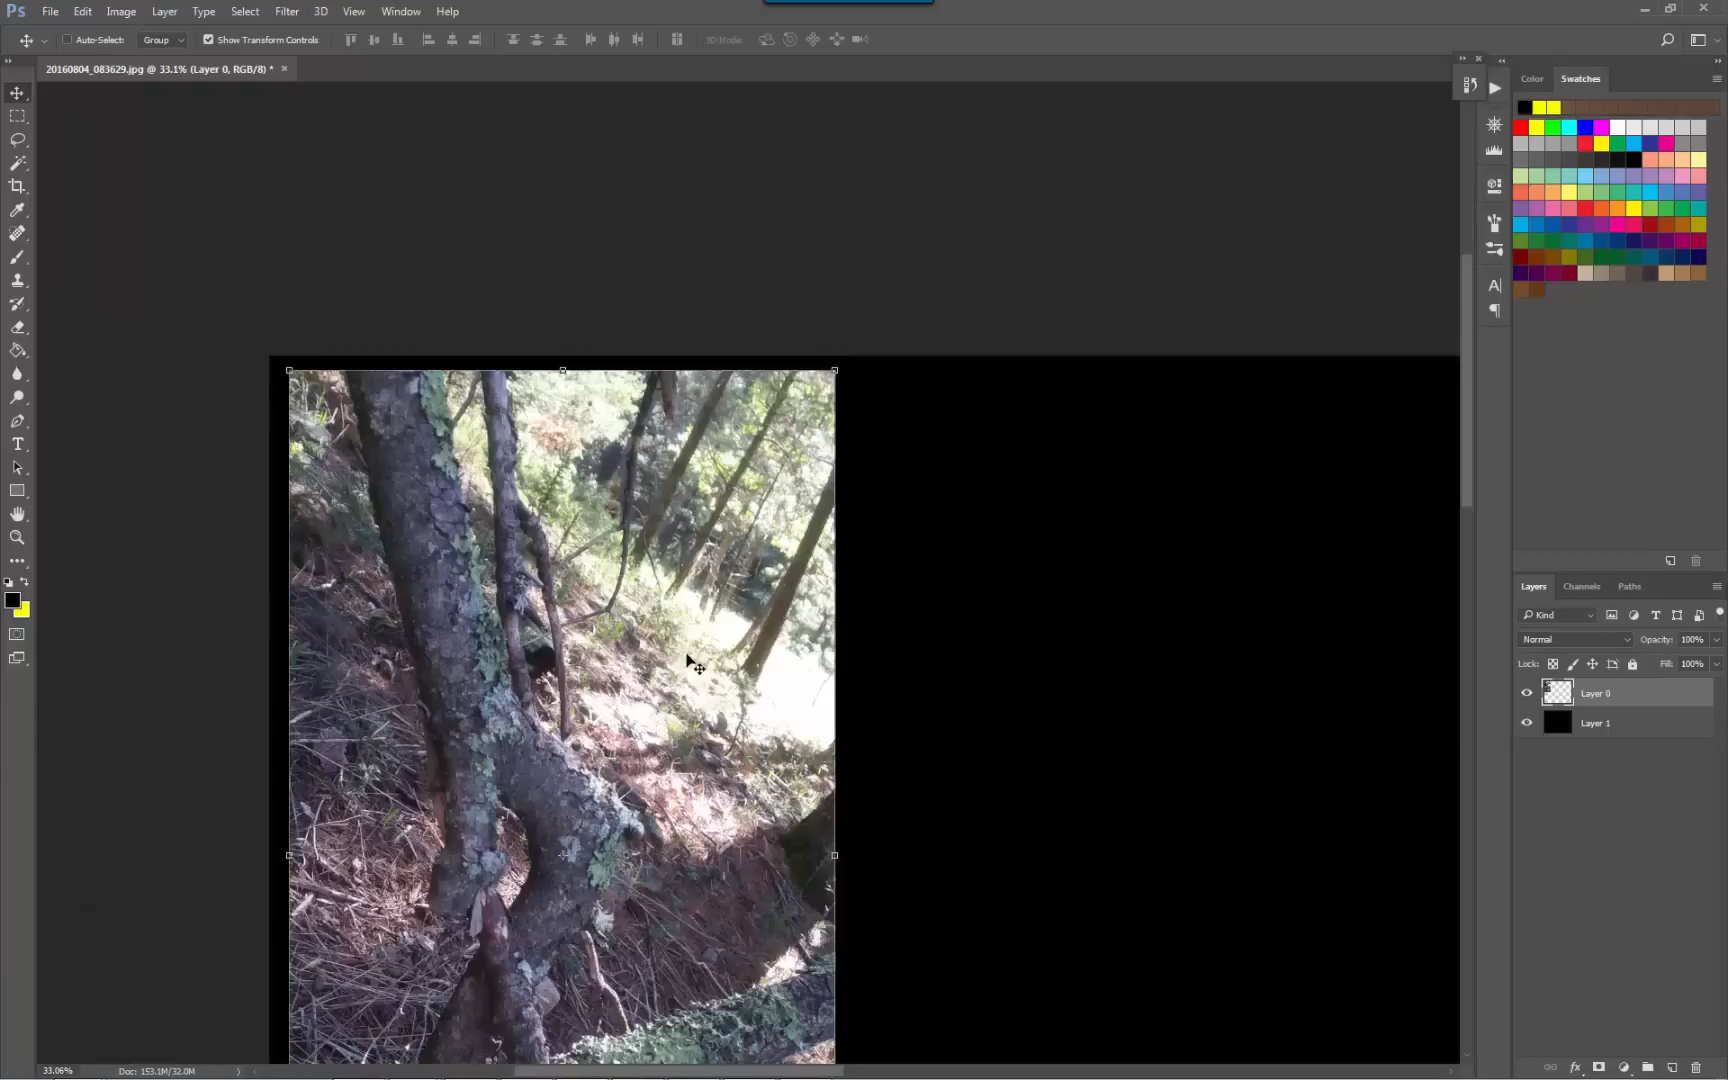 Ps File Edit Image Layer Type Select Filter 3D View Window Help
Auto-Select: Group Show Transform Controls 3D Mode:
20160804_083629.jpg @ 33.1% (Layer 0, RGB/8) *
Color Swatches
Layers Channels Paths
Kind
Normal Opacity: 100%
Lock: Fill: 100%
Layer 0
Layer 1
33.06% Doc: 153.1M/32.0M